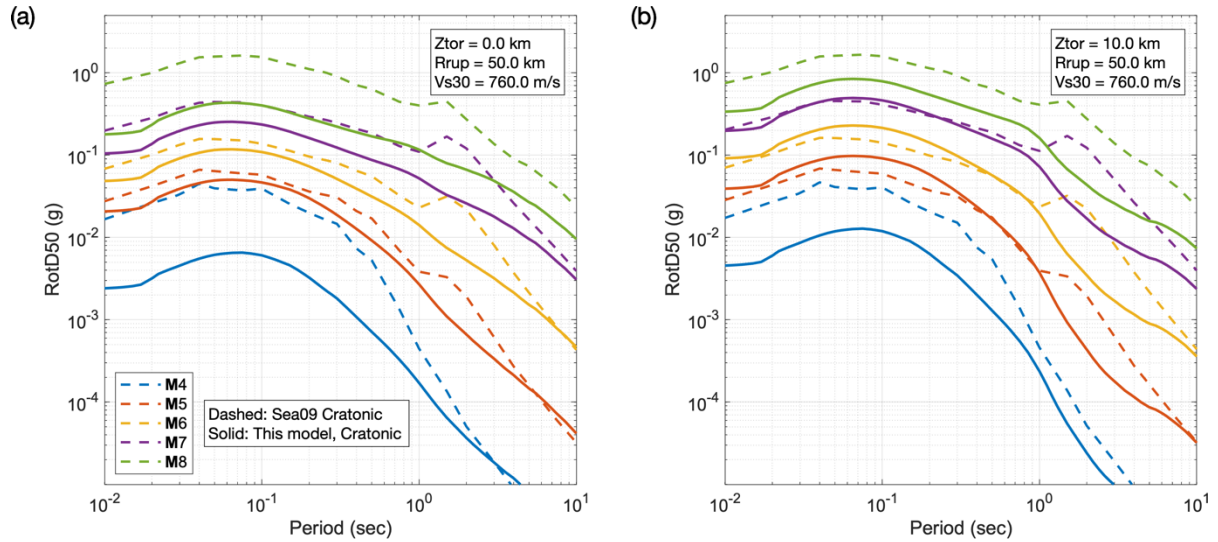 (a)
Ztor = 0.0 km
Rrup = 50.0 km
Vs30 = 760.0 m/s
10^0
10^-1
10^-2
10^-3
10^-4
RotD50 (g)
M4
M5
M6
M7
M8
Dashed: Sea09 Cratonic
Solid: This model, Cratonic
10^-2
10^-1
10^0
10^1
Period (sec)
(b)
Ztor = 10.0 km
Rrup = 50.0 km
Vs30 = 760.0 m/s
10^0
10^-1
10^-2
10^-3
10^-4
RotD50 (g)
10^-2
10^-1
10^0
10^1
Period (sec)